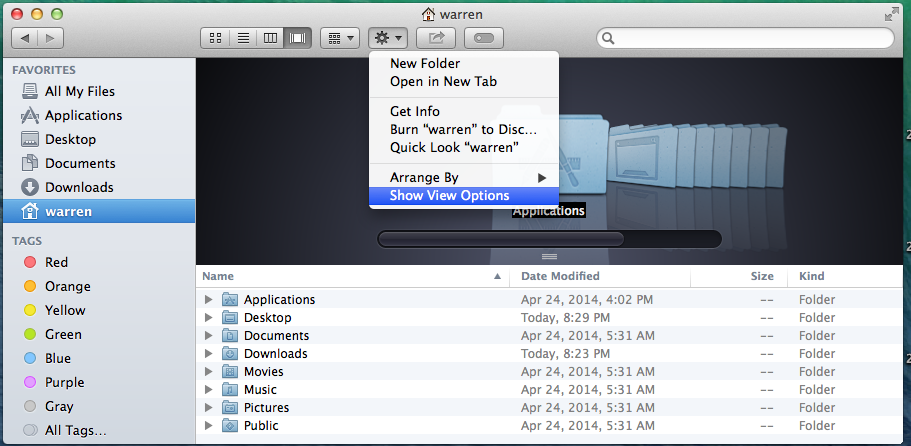 warren
FAVORITES
All My Files
Applications
Desktop
Documents
Downloads
warren
TAGS
Red
Orange
Yellow
Green
Blue
Purple
Gray
All Tags...
New Folder
Open in New Tab
Get Info
Burn “warren” to Disc...
Quick Look “warren”
Arrange By
Show View Options
Applications
Name Date Modified Size Kind
Applications Apr 24, 2014, 4:02 PM -- Folder
Desktop Today, 8:29 PM -- Folder
Documents Apr 24, 2014, 5:31 AM -- Folder
Downloads Today, 8:23 PM -- Folder
Movies Apr 24, 2014, 5:31 AM -- Folder
Music Apr 24, 2014, 5:31 AM -- Folder
Pictures Apr 24, 2014, 5:31 AM -- Folder
Public Apr 24, 2014, 5:31 AM -- Folder